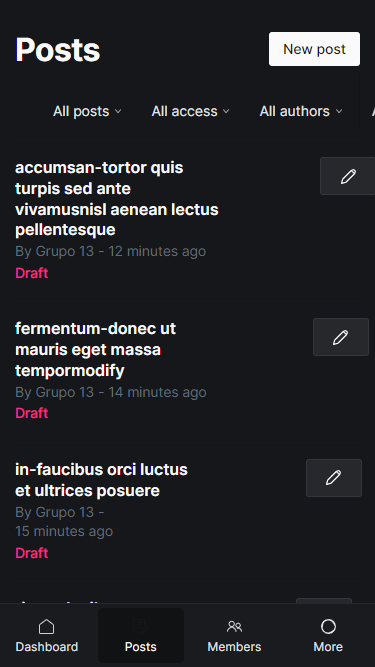 Posts
New post
All posts
All access
All authors
accumsan-tortor quis
turpis sed ante
vivamusnisl aenean lectus
pellentesque
By Grupo 13 - 12 minutes ago
Draft
fermentum-donec ut
mauris eget massa
tempormodify
By Grupo 13 - 14 minutes ago
Draft
in-faucibus orci luctus
et ultrices posuere
By Grupo 13 -
15 minutes ago
Draft
Dashboard
Posts
Members
More